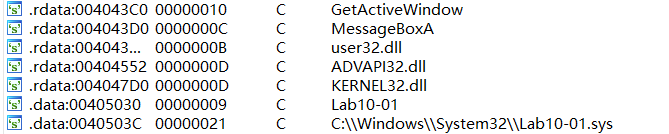 's' .rdata:004043C0 00000010 C GetActiveWindow
's' .rdata:004043D0 0000000C C MessageBoxA
's' .rdata:004043... 0000000B C user32.dll
's' .rdata:00404552 0000000D C ADVAPI32.dll
's' .rdata:004047D0 0000000D C KERNEL32.dll
's' .data:00405030 00000009 C Lab10-01
's' .data:0040503C 00000021 C C:\\Windows\\System32\\Lab10-01.sys